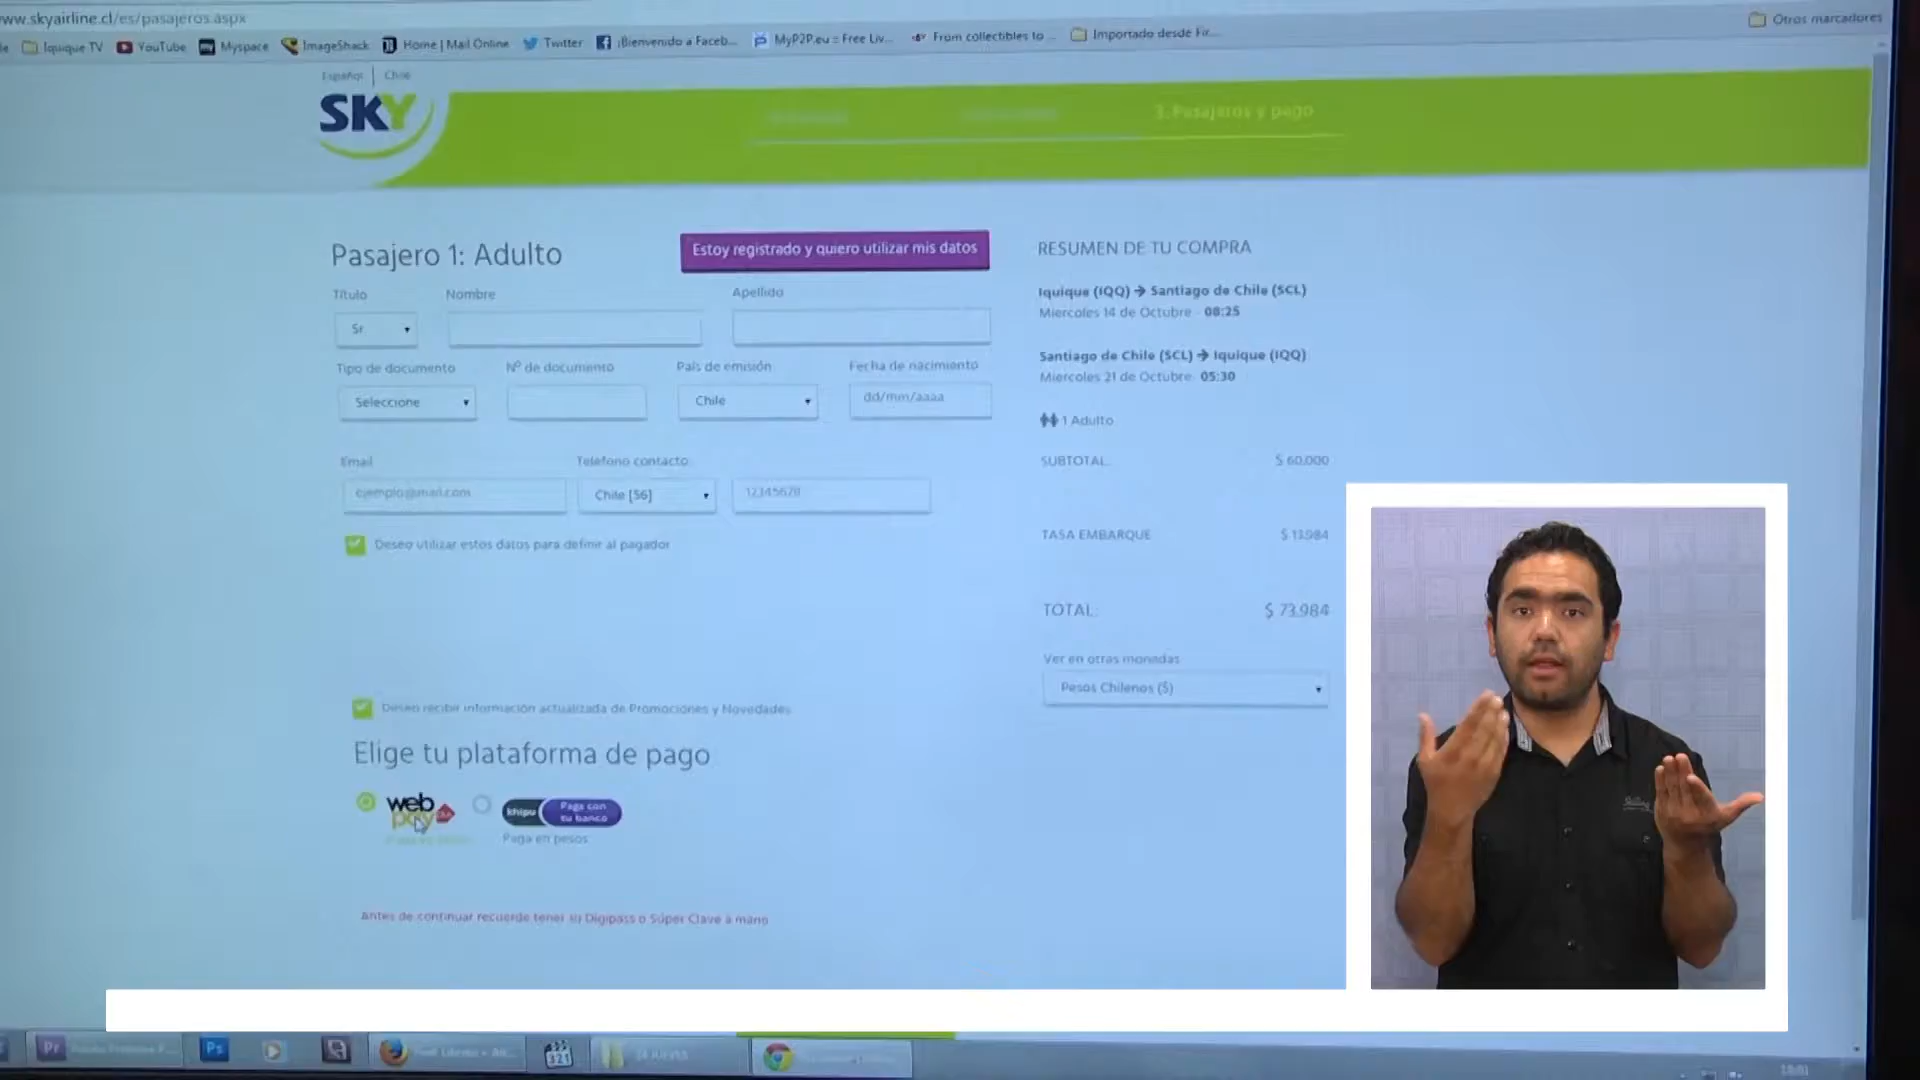 ww.skyairline.cl/es/pasajeros.aspx
Iquique TV YouTube Myspace ImageShack Home | Mail Online Twitter ¡Bienvenido a Faceb... MyP2P.eu :: Free Liv... From collectibles to ... Importado desde Fir... Otros marcadores
Español Chile
SKY
3. Pasajeros y pago
Pasajero 1: Adulto
Estoy registrado y quiero utilizar mis datos
Título Nombre Apellido
Sr
Tipo de documento Nº de documento País de emisión Fecha de nacimiento
Seleccione Chile dd/mm/aaaa
Email Teléfono contacto
ejemplo@mail.com Chile [56] 12345678
Deseo utilizar estos datos para definir al pagador
Deseo recibir información actualizada de Promociones y Novedades
Elige tu plataforma de pago
web pay
khipu Paga con tu banco
Paga en pesos
Antes de continuar recuerde tener su Digipass o Súper Clave a mano
RESUMEN DE TU COMPRA
Iquique (IQQ) → Santiago de Chile (SCL)
Miercoles 14 de Octubre - 08:25
Santiago de Chile (SCL) → Iquique (IQQ)
Miercoles 21 de Octubre 05:30
1 Adulto
SUBTOTAL: $ 60.000
TASA EMBARQUE $ 13.984
TOTAL: $ 73.984
Ver en otras monedas
Pesos Chilenos ($)
Pr
Ps
321